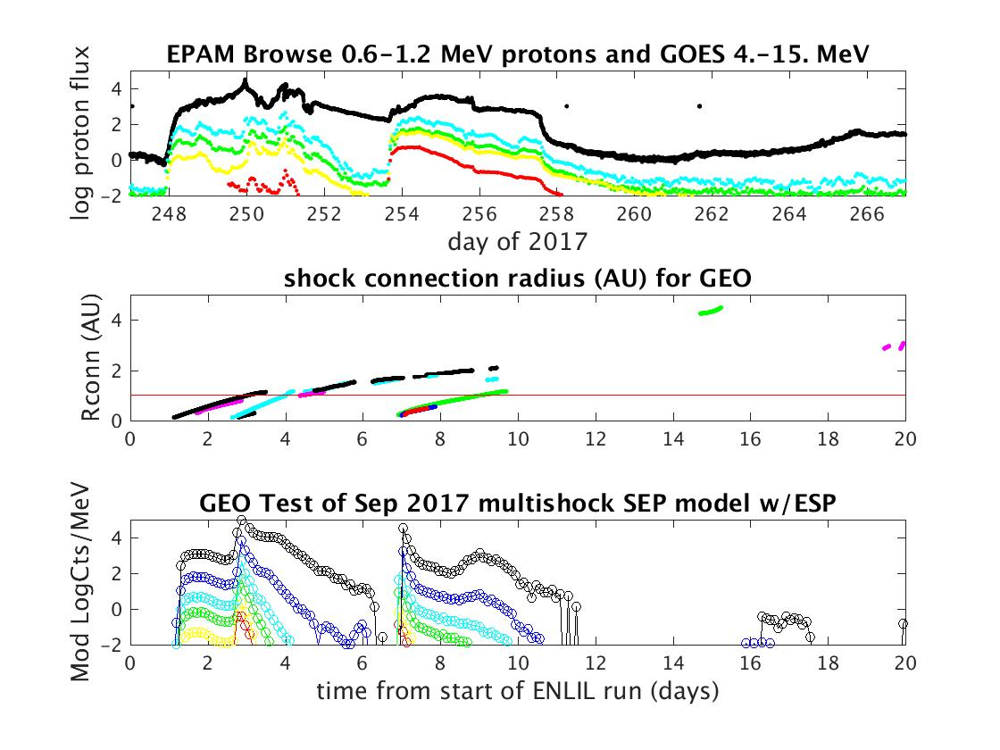 EPAM Browse 0.6-1.2 MeV protons and GOES 4.-15. MeV
log proton flux
4
2
0
-2
248 250 252 254 256 258 260 262 264 266
day of 2017
shock connection radius (AU) for GEO
Rconn (AU)
4
2
0
0 2 4 6 8 10 12 14 16 18 20
GEO Test of Sep 2017 multishock SEP model w/ESP
Mod LogCts/MeV
4
2
0
-2
0 2 4 6 8 10 12 14 16 18 20
time from start of ENLIL run (days)